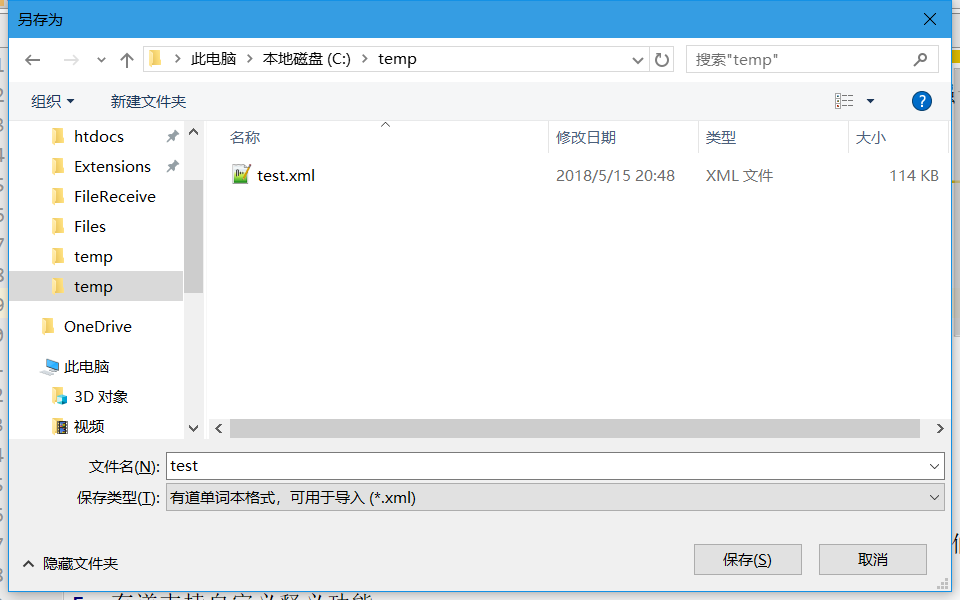 另存为
此电脑 > 本地磁盘 (C:) > temp
搜索"temp"
组织 新建文件夹
名称 修改日期 类型 大小
htdocs
Extensions
FileReceive
Files
temp
temp
OneDrive
此电脑
3D 对象
视频
test.xml 2018/5/15 20:48 XML 文件 114 KB
文件名(N): test
保存类型(T): 有道单词本格式，可用于导入 (*.xml)
隐藏文件夹 保存(S) 取消